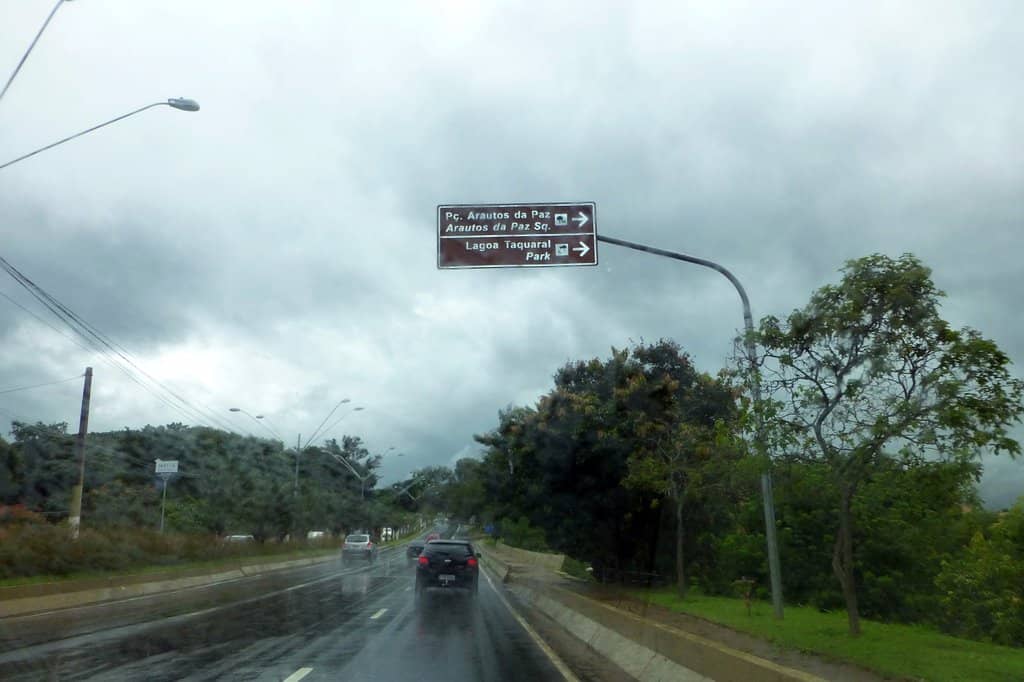 Pç. Arautos da Paz
Arautos da Paz Sq.
Lagoa Taquaral
Park